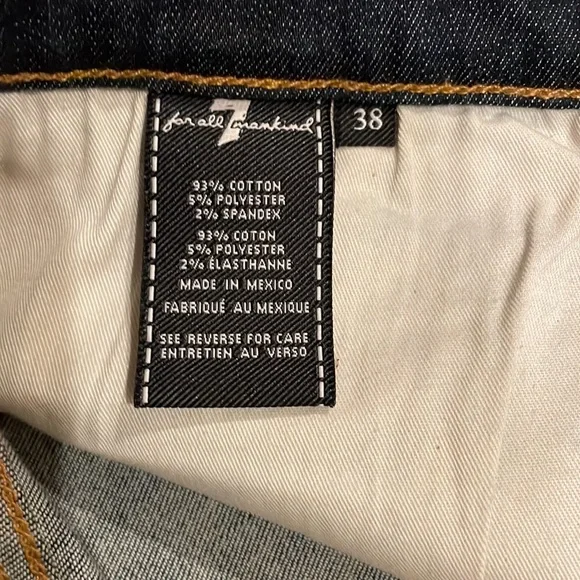 7 for all mankind
38
93% COTTON
5% POLYESTER
2% SPANDEX
93% COTON
5% POLYESTER
2% ÉLASTHANNE
MADE IN MEXICO
FABRIQUÉ AU MEXIQUE
SEE REVERSE FOR CARE
ENTRETIEN AU VERSO